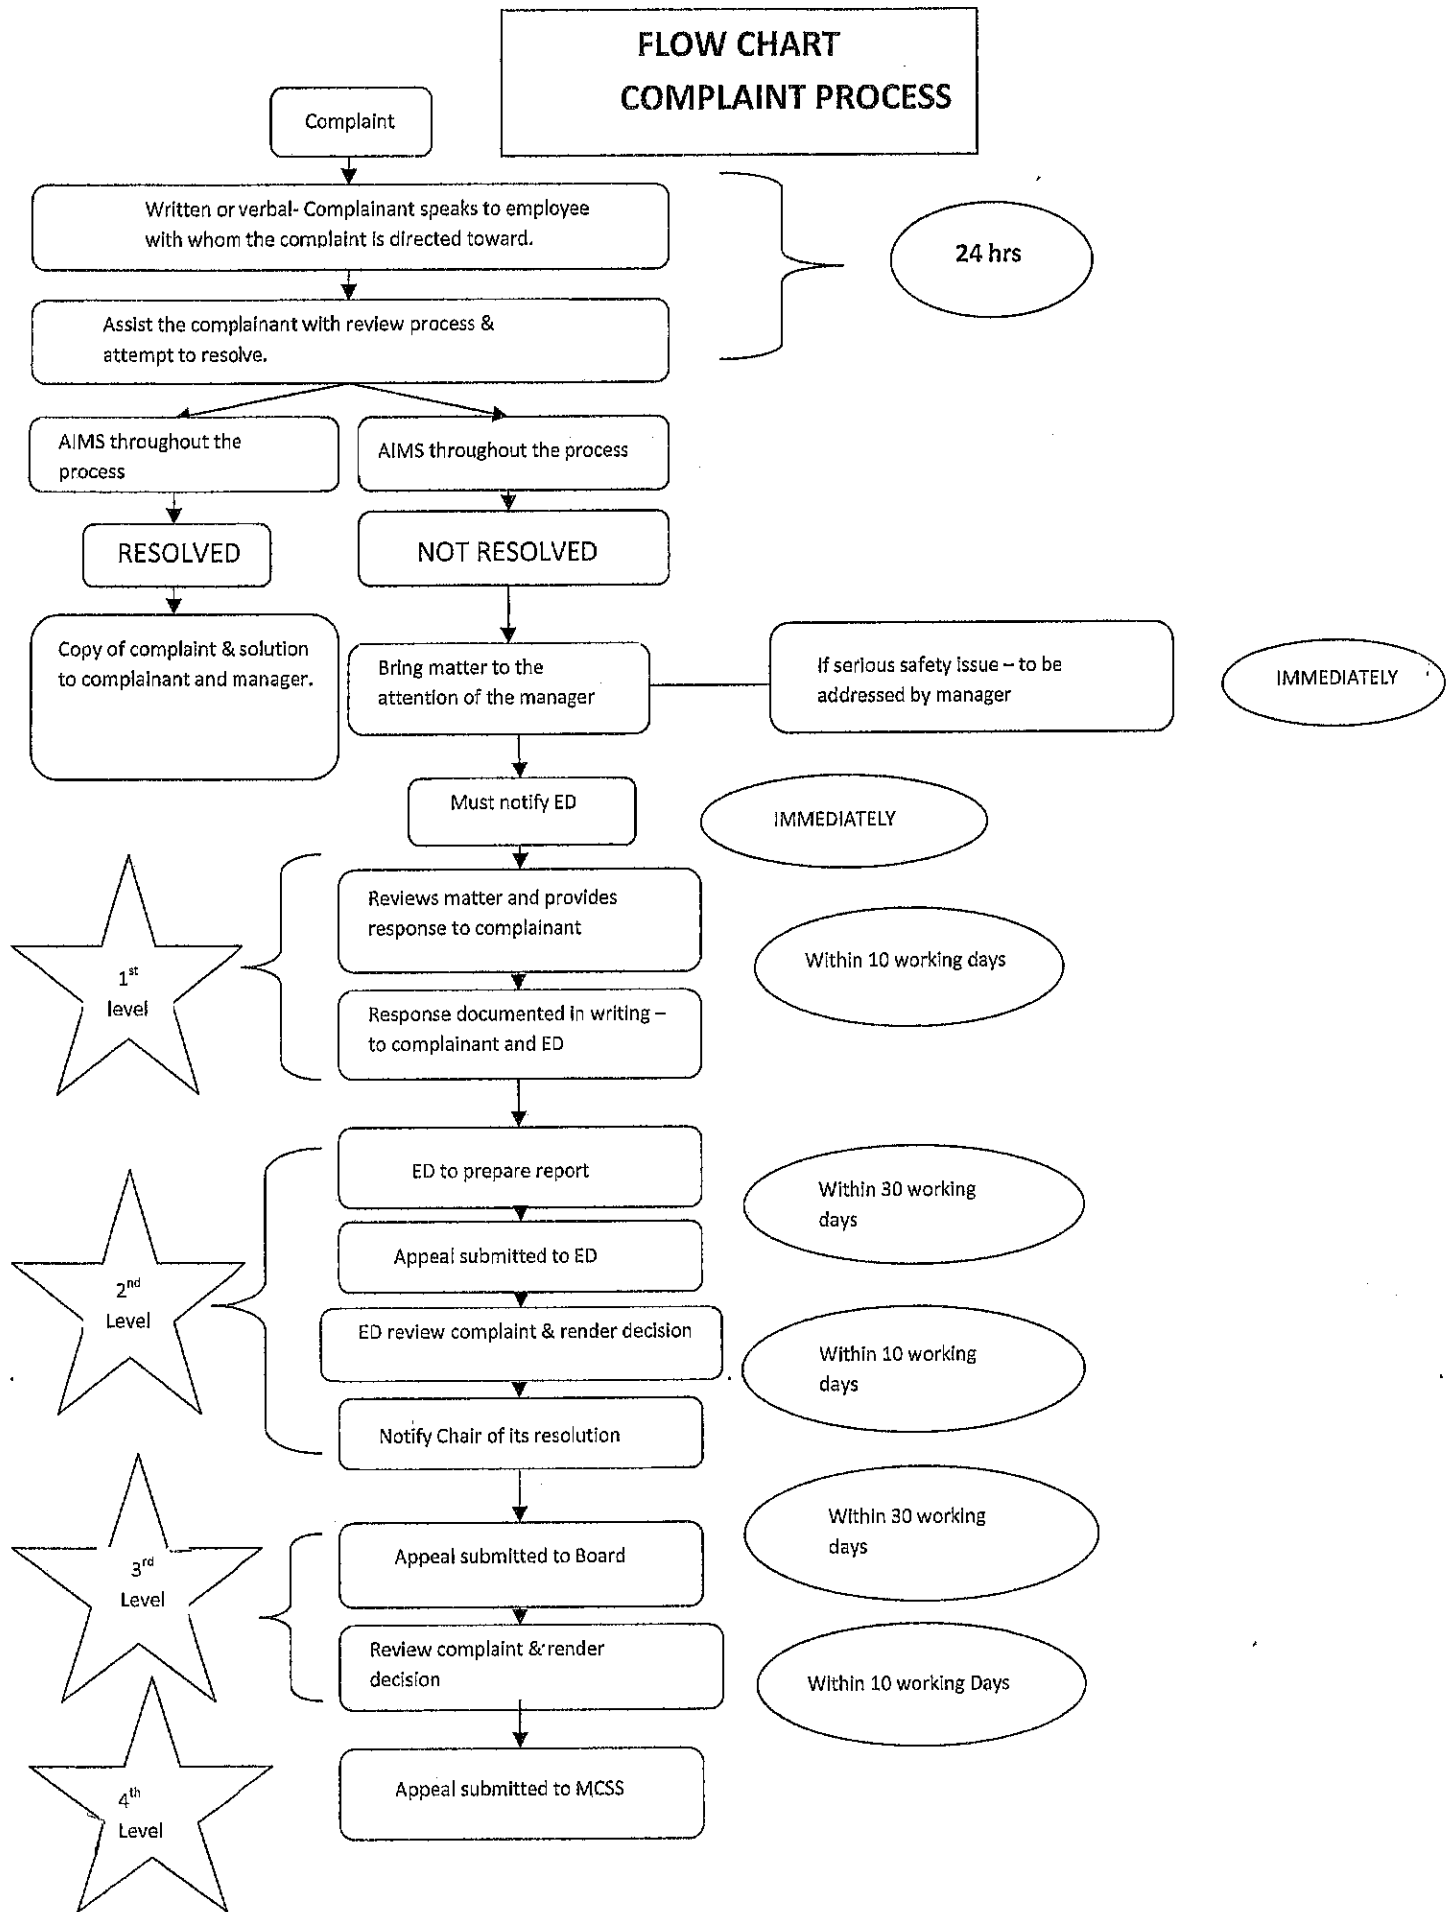 FLOW CHART
COMPLAINT PROCESS
Complaint
Written or verbal- Complainant speaks to employee
with whom the complaint is directed toward.
24 hrs
Assist the complainant with review process &
attempt to resolve.
AIMS throughout the
process
AIMS throughout the process
RESOLVED
NOT RESOLVED
Copy of complaint & solution
to complainant and manager.
Bring matter to the
attention of the manager
If serious safety issue – to be
addressed by manager
IMMEDIATELY
Must notify ED
IMMEDIATELY
1st
level
Reviews matter and provides
response to complainant
Within 10 working days
Response documented in writing –
to complainant and ED
2nd
Level
ED to prepare report
Within 30 working
days
Appeal submitted to ED
ED review complaint & render decision
Within 10 working
days
Notify Chair of its resolution
3rd
Level
Appeal submitted to Board
Within 30 working
days
Review complaint & render
decision
Within 10 working Days
4th
Level
Appeal submitted to MCSS